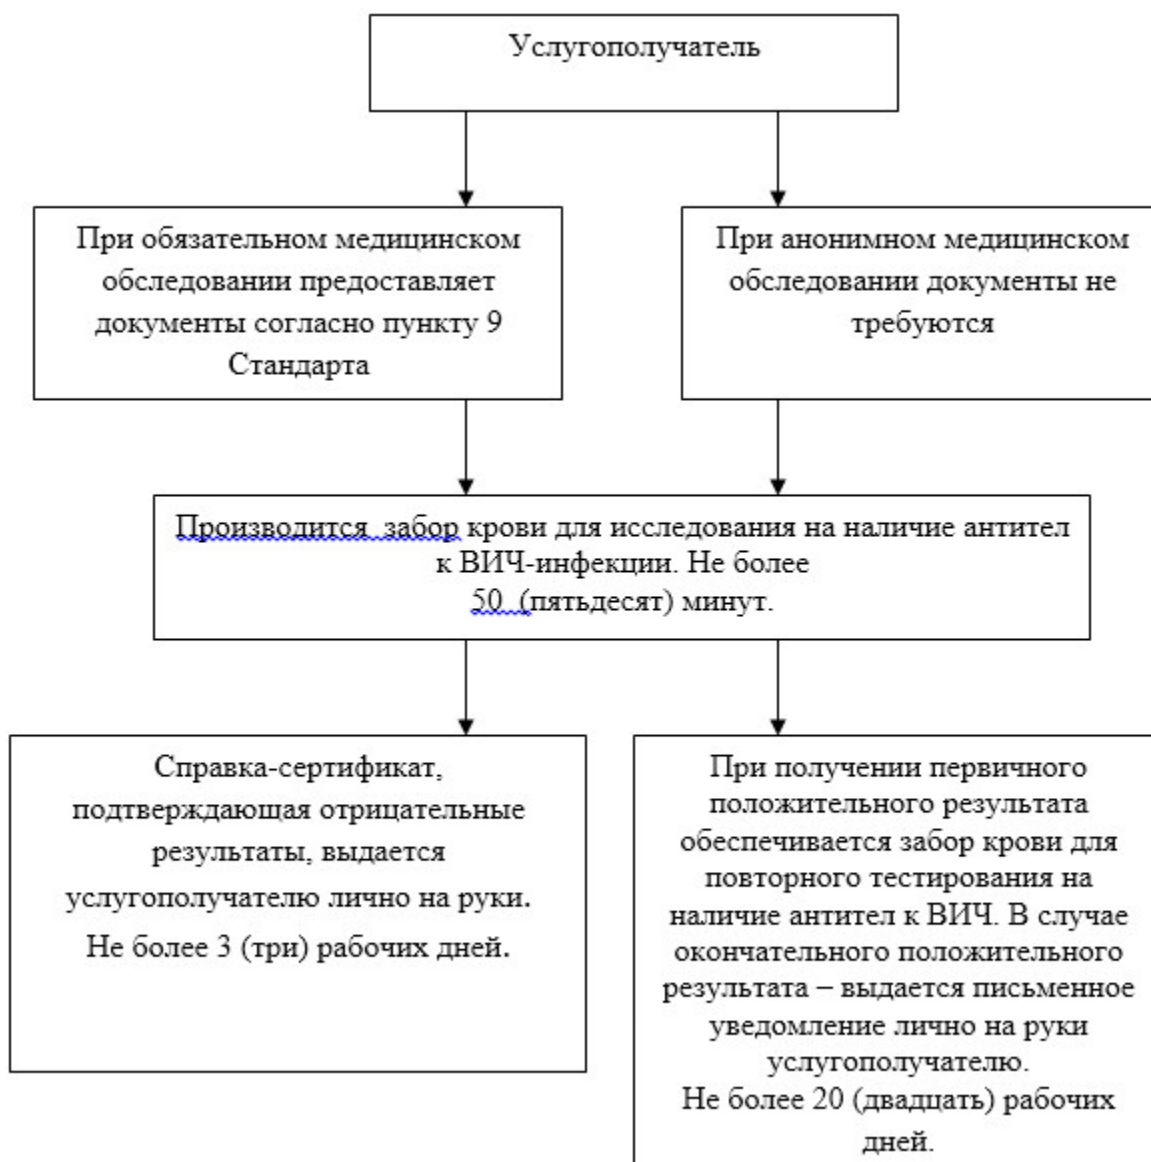 Услугополучатель
При обязательном медицинском
обследовании предоставляет
документы согласно пункту 9
Стандарта
При анонимном медицинском
обследовании документы не
требуются
Производится  забор крови для исследования на наличие антител
к ВИЧ-инфекции. Не более
50  (пятьдесят) минут.
Справка-сертификат,
подтверждающая отрицательные
результаты, выдается
услугополучателю лично на руки.
Не более 3 (три) рабочих дней.
При получении первичного
положительного результата
обеспечивается забор крови для
повторного тестирования на
наличие антител к ВИЧ. В случае
окончательного положительного
результата – выдается письменное
уведомление лично на руки
услугополучателю.
Не более 20 (двадцать) рабочих
дней.